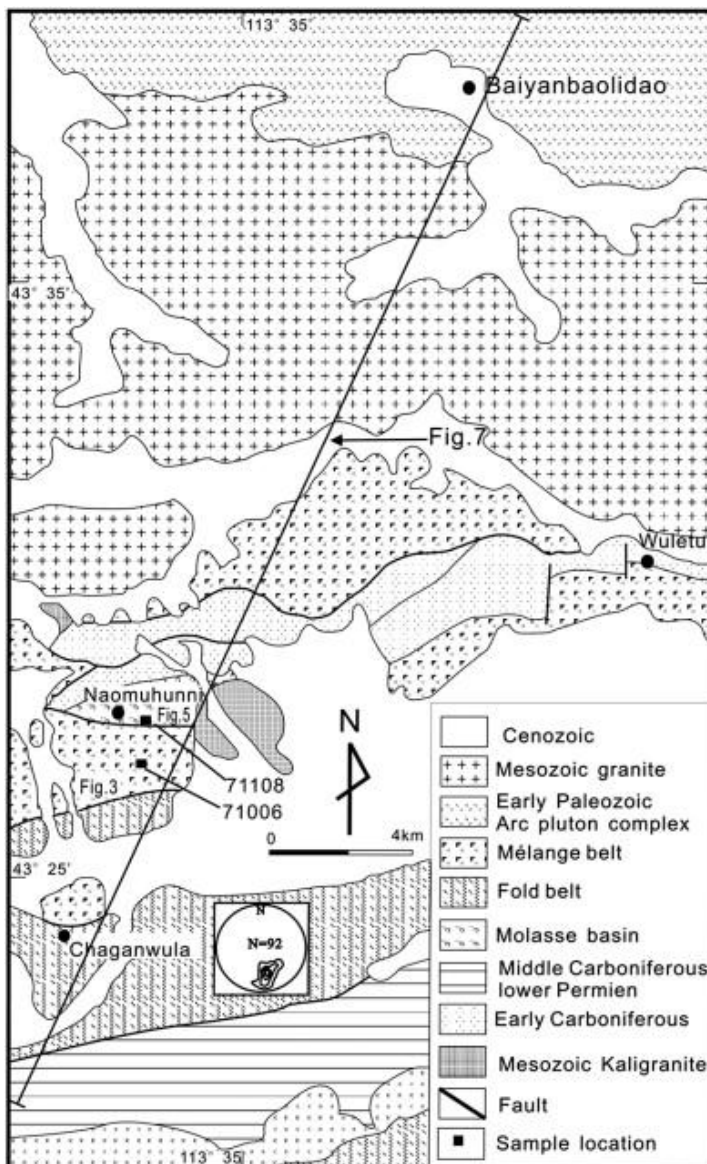 113° 35'
Baiyanbaolidao
43° 35'
Fig.7
Wuletu
Naomuhunni
Fig.5
71108
Fig.3
71006
N
0 4km
43° 25'
Chaganwula
N
N=92
113° 35'
Cenozoic
Mesozoic granite
Early Paleozoic
Arc pluton complex
Mélange belt
Fold belt
Molasse basin
Middle Carboniferous
lower Permien
Early Carboniferous
Mesozoic Kaligranite
Fault
Sample location